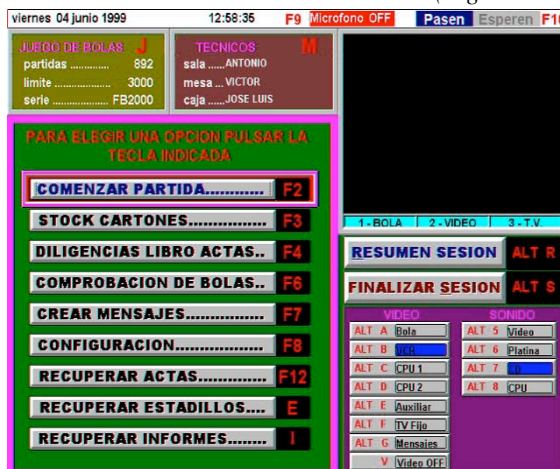 viernes 04 junio 1999 12:58:35 F9 Microfono OFF Pasen Esperen F10
JUEGO DE BOLAS J
partidas ............. 892
limite .................. 3000
serie .................. FB2000
TECNICOS M
sala ...... ANTONIO
mesa ... VICTOR
caja ..... JOSE LUIS
PARA ELEGIR UNA OPCION PULSAR LA
TECLA INDICADA
COMENZAR PARTIDA............ F2
STOCK CARTONES................ F3
DILIGENCIAS LIBRO ACTAS.. F4
COMPROBACION DE BOLAS.. F6
CREAR MENSAJES................ F7
CONFIGURACION.................. F8
RECUPERAR ACTAS.............. F12
RECUPERAR ESTADILLOS.... E
RECUPERAR INFORMES........ I
1 - BOLA 2 - VIDEO 3 - T.V.
RESUMEN SESION ALT R
FINALIZAR SESION ALT S
VIDEO
ALT A Bola
ALT B VCR
ALT C CPU 1
ALT D CPU 2
ALT E Auxiliar
ALT F TV Fijo
ALT G Mensajes
V Video OFF
SONIDO
ALT 5 Video
ALT 6 Platina
ALT 7 CD
ALT 8 CPU